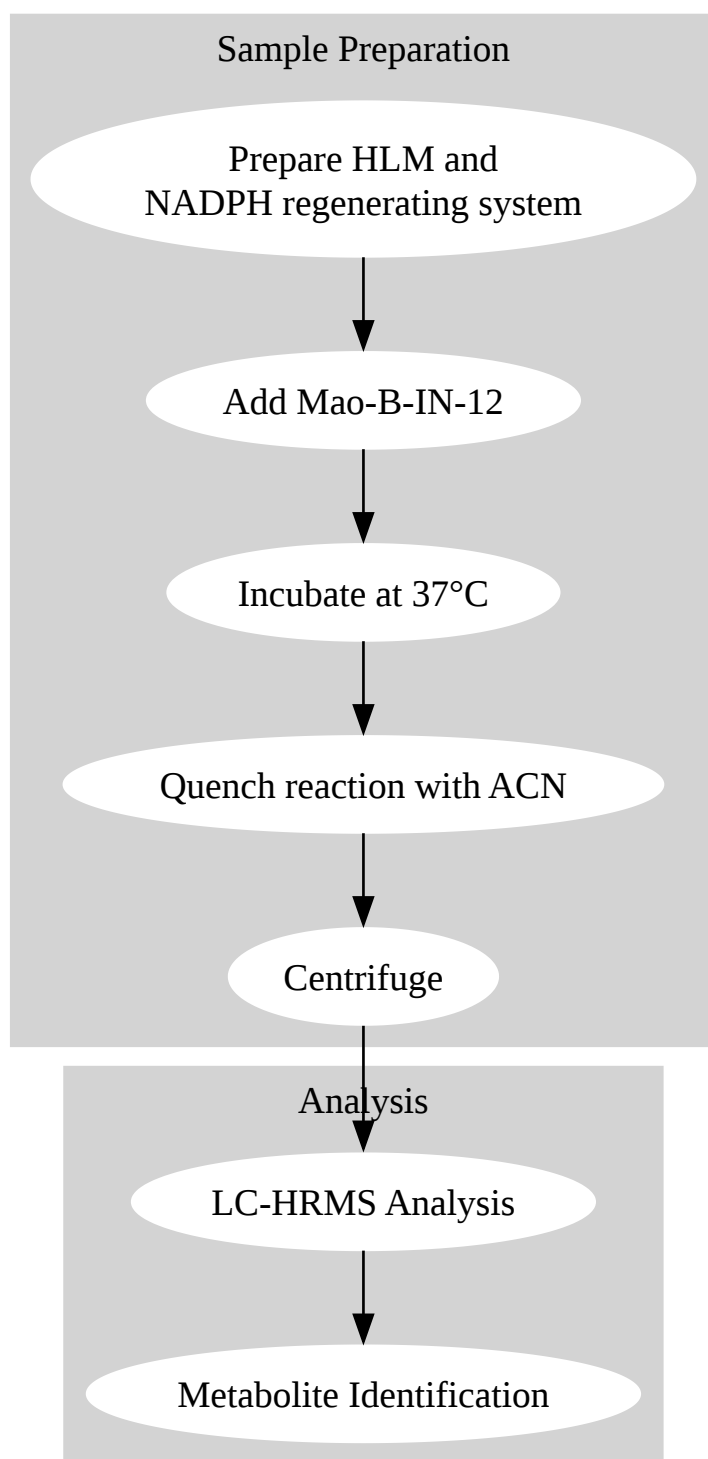 Sample Preparation
Prepare HLM and
NADPH regenerating system
Add Mao-B-IN-12
Incubate at 37°C
Quench reaction with ACN
Centrifuge
Analysis
LC-HRMS Analysis
Metabolite Identification